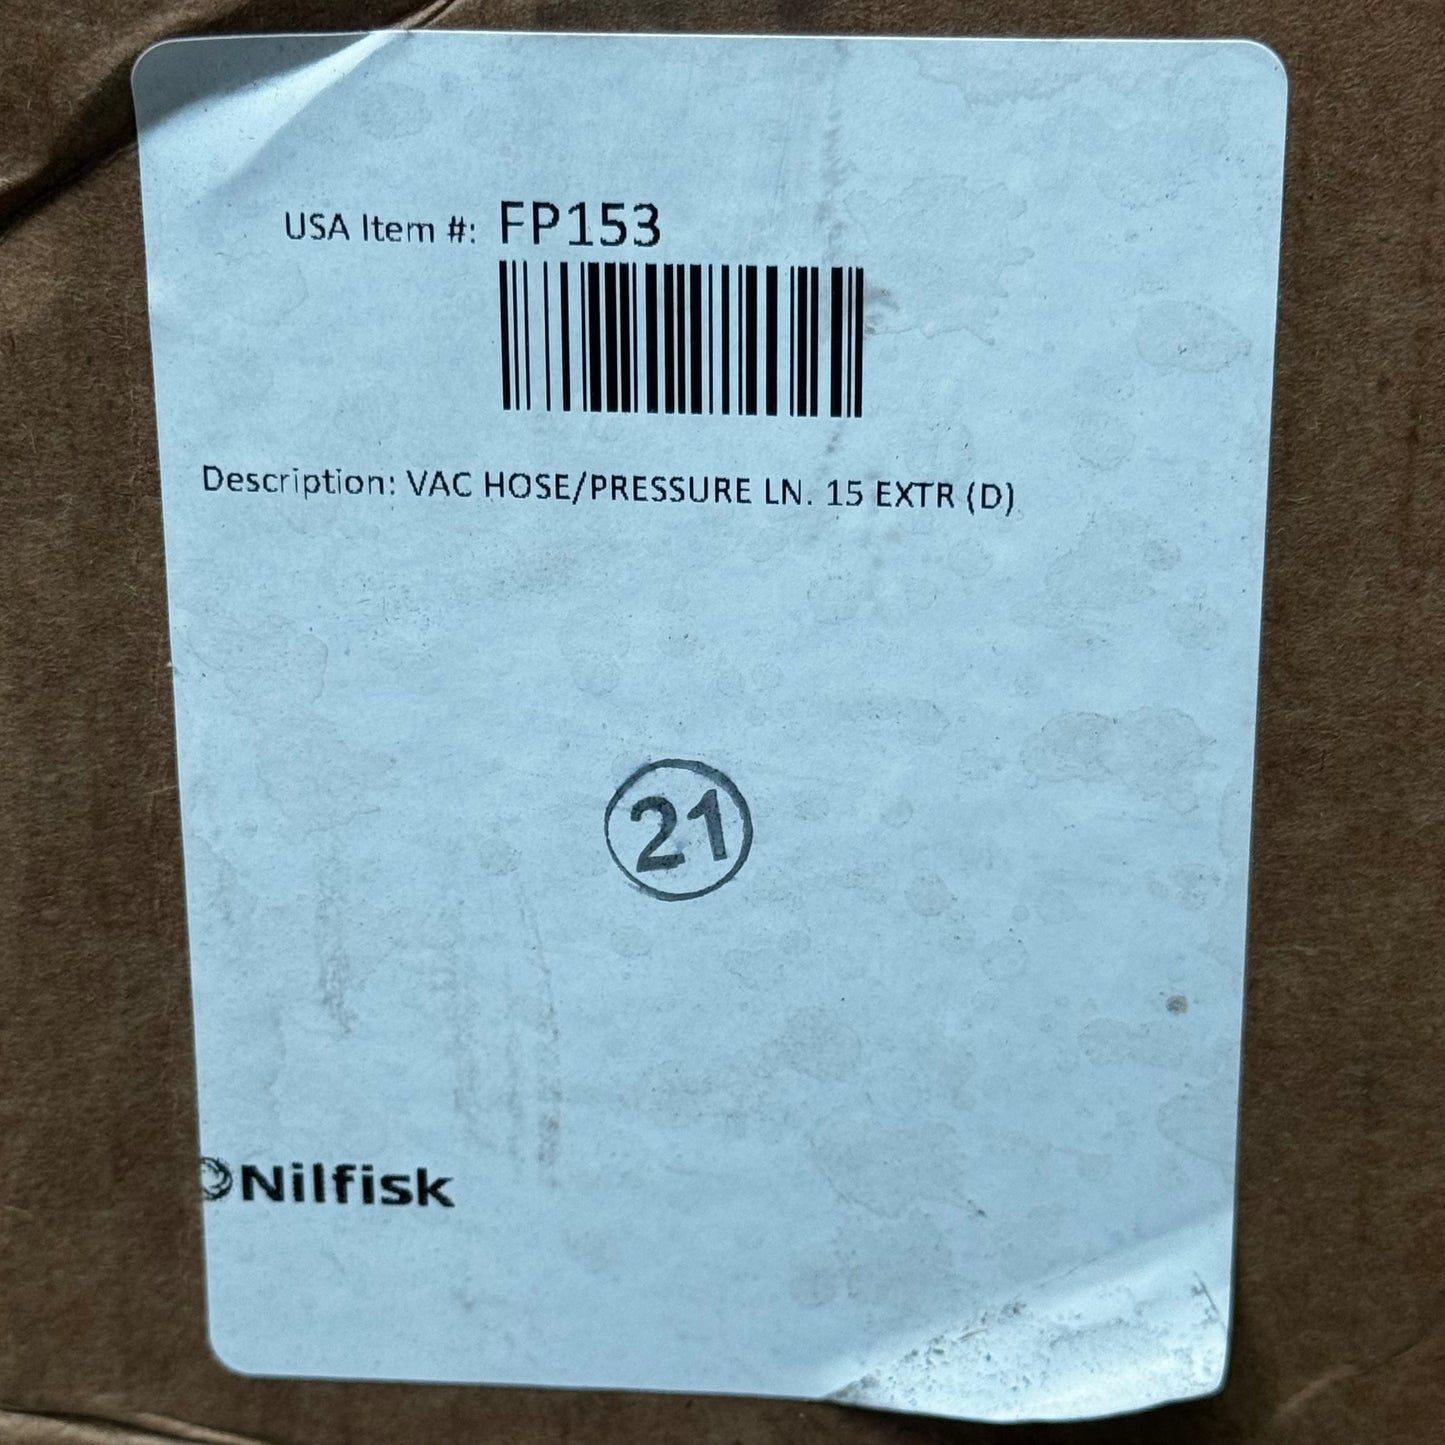 USA Item #: FP153
Description: VAC HOSE/PRESSURE LN. 15 EXTR (D)
21
Nilfisk